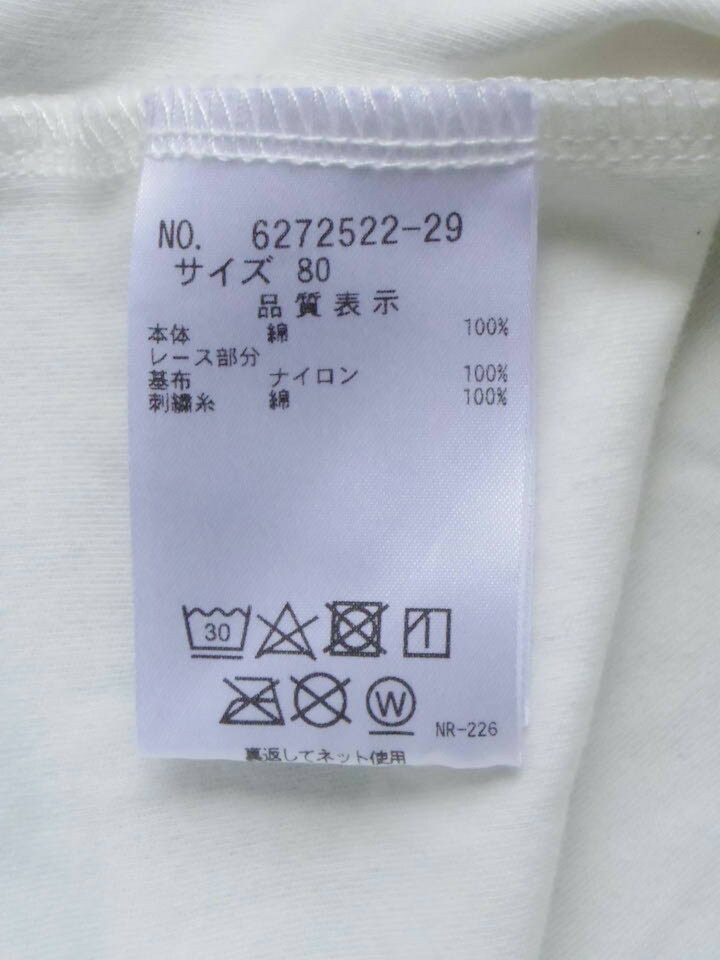 NO. 6272522-29
サイズ 80
品質表示
本体 綿 100%
レース部分
基布 ナイロン 100%
刺繍糸 綿 100%
30
W
NR-226
裏返してネット使用